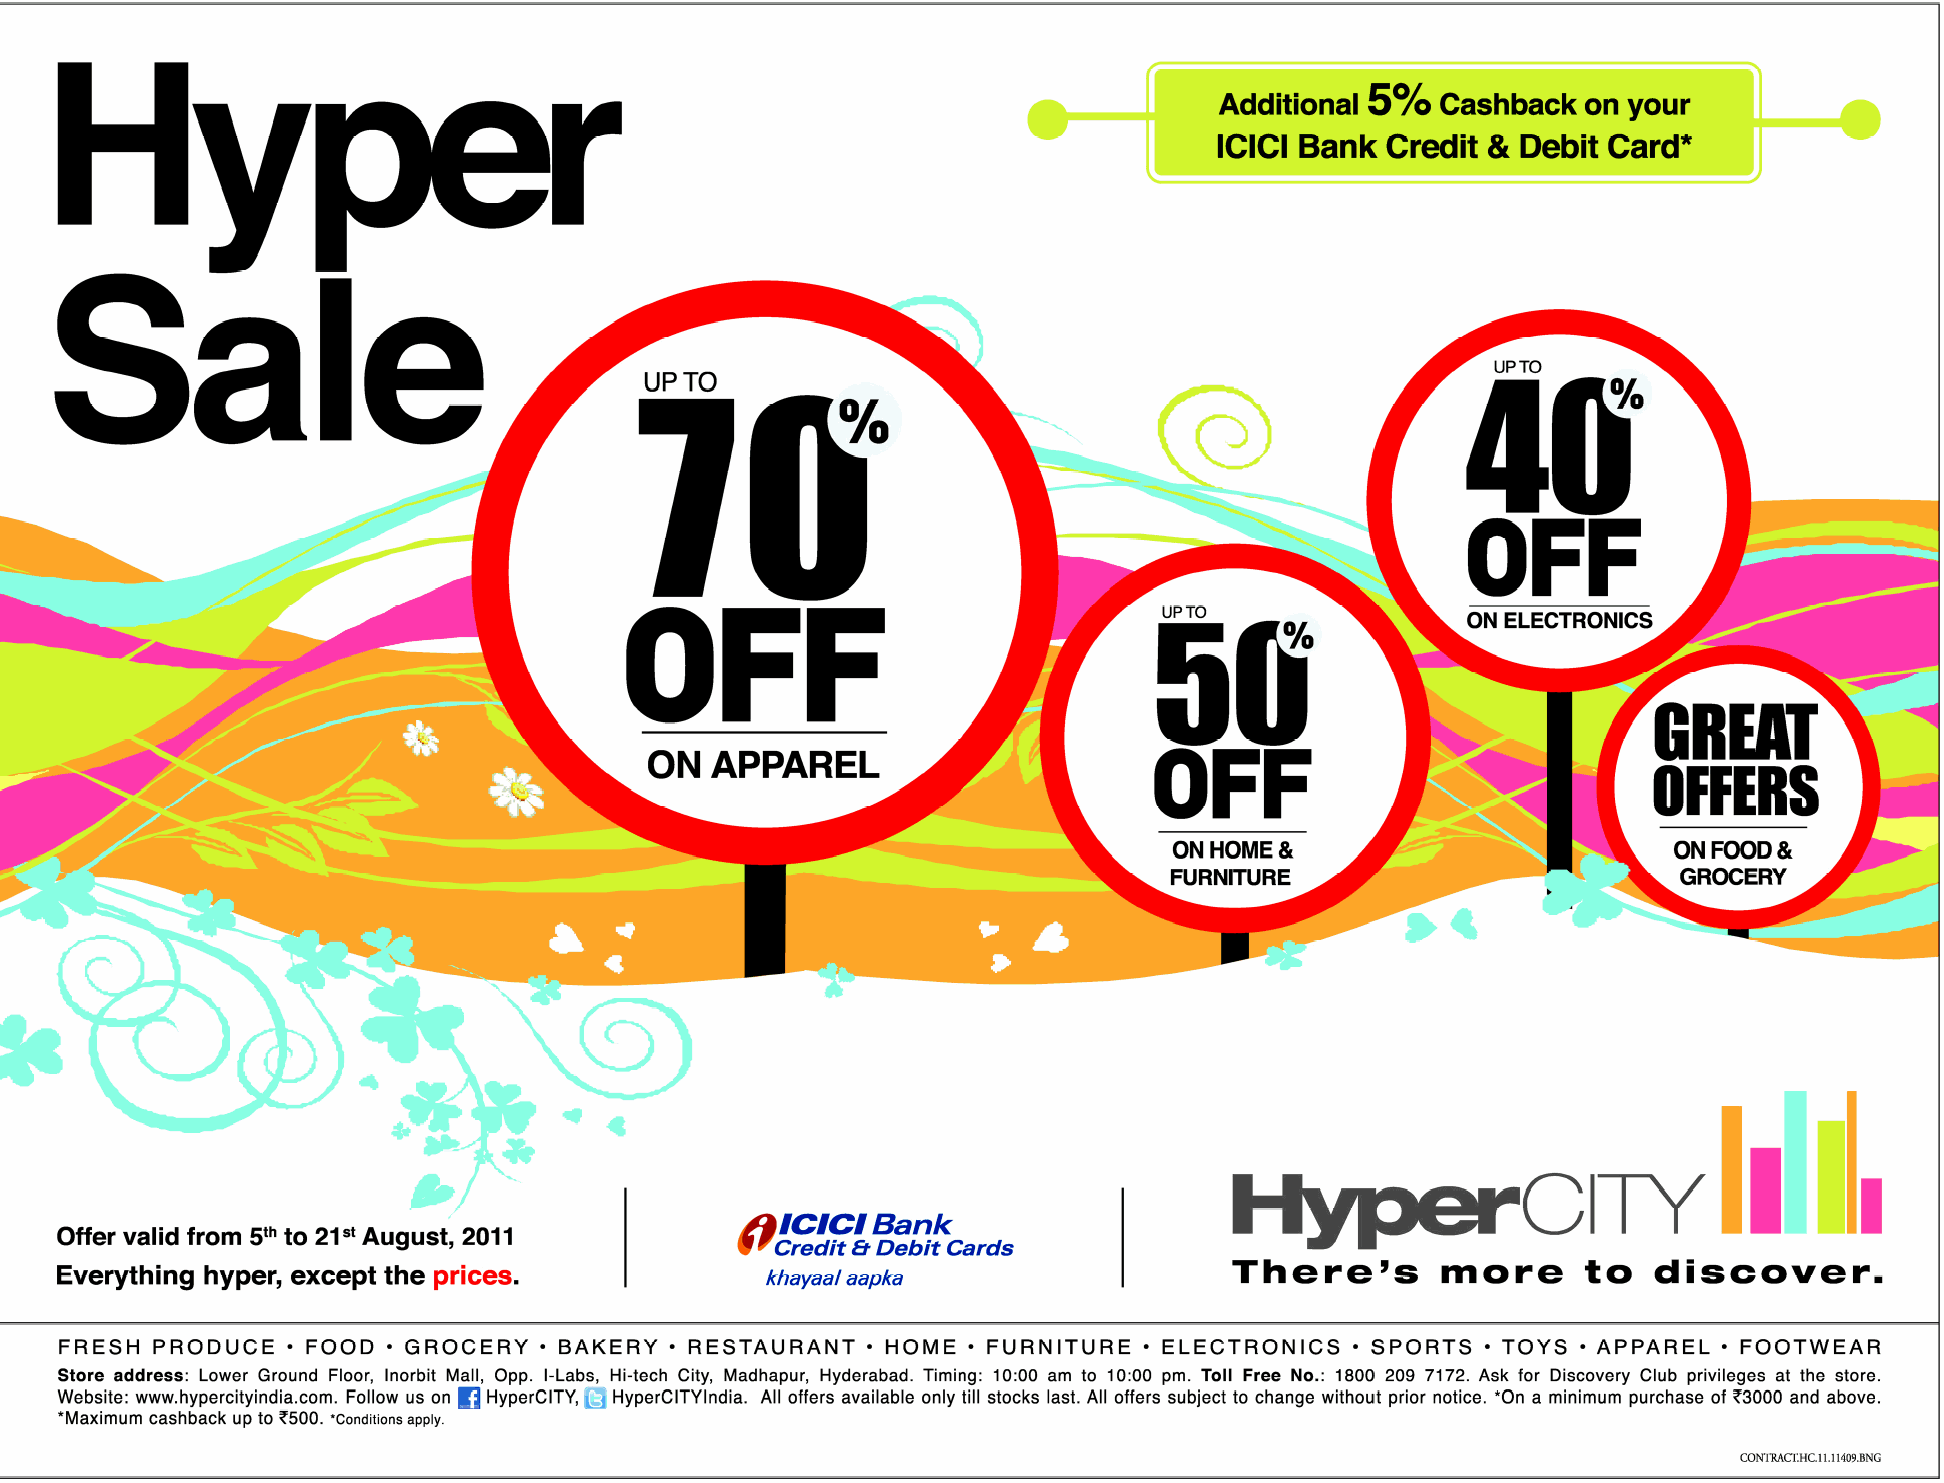 Hyper
Sale
Additional 5% Cashback on your
ICICI Bank Credit & Debit Card*
UP TO
70%
OFF
ON APPAREL
UP TO
50%
OFF
ON HOME &
FURNITURE
UP TO
40%
OFF
ON ELECTRONICS
GREAT
OFFERS
ON FOOD &
GROCERY
Offer valid from 5th to 21st August, 2011
Everything hyper, except the prices.
ICICI Bank
Credit & Debit Cards
khayaal aapka
HyperCITY
There's more to discover.
FRESH PRODUCE • FOOD • GROCERY • BAKERY • RESTAURANT • HOME • FURNITURE • ELECTRONICS • SPORTS • TOYS • APPAREL • FOOTWEAR
Store address: Lower Ground Floor, Inorbit Mall, Opp. I-Labs, Hi-tech City, Madhapur, Hyderabad. Timing: 10:00 am to 10:00 pm. Toll Free No.: 1800 209 7172. Ask for Discovery Club privileges at the store.
Website: www.hypercityindia.com. Follow us on f HyperCITY, t HyperCITYIndia. All offers available only till stocks last. All offers subject to change without prior notice. *On a minimum purchase of ₹3000 and above.
*Maximum cashback up to ₹500. *Conditions apply.
CONTRACT.HC.11.11409.BNG